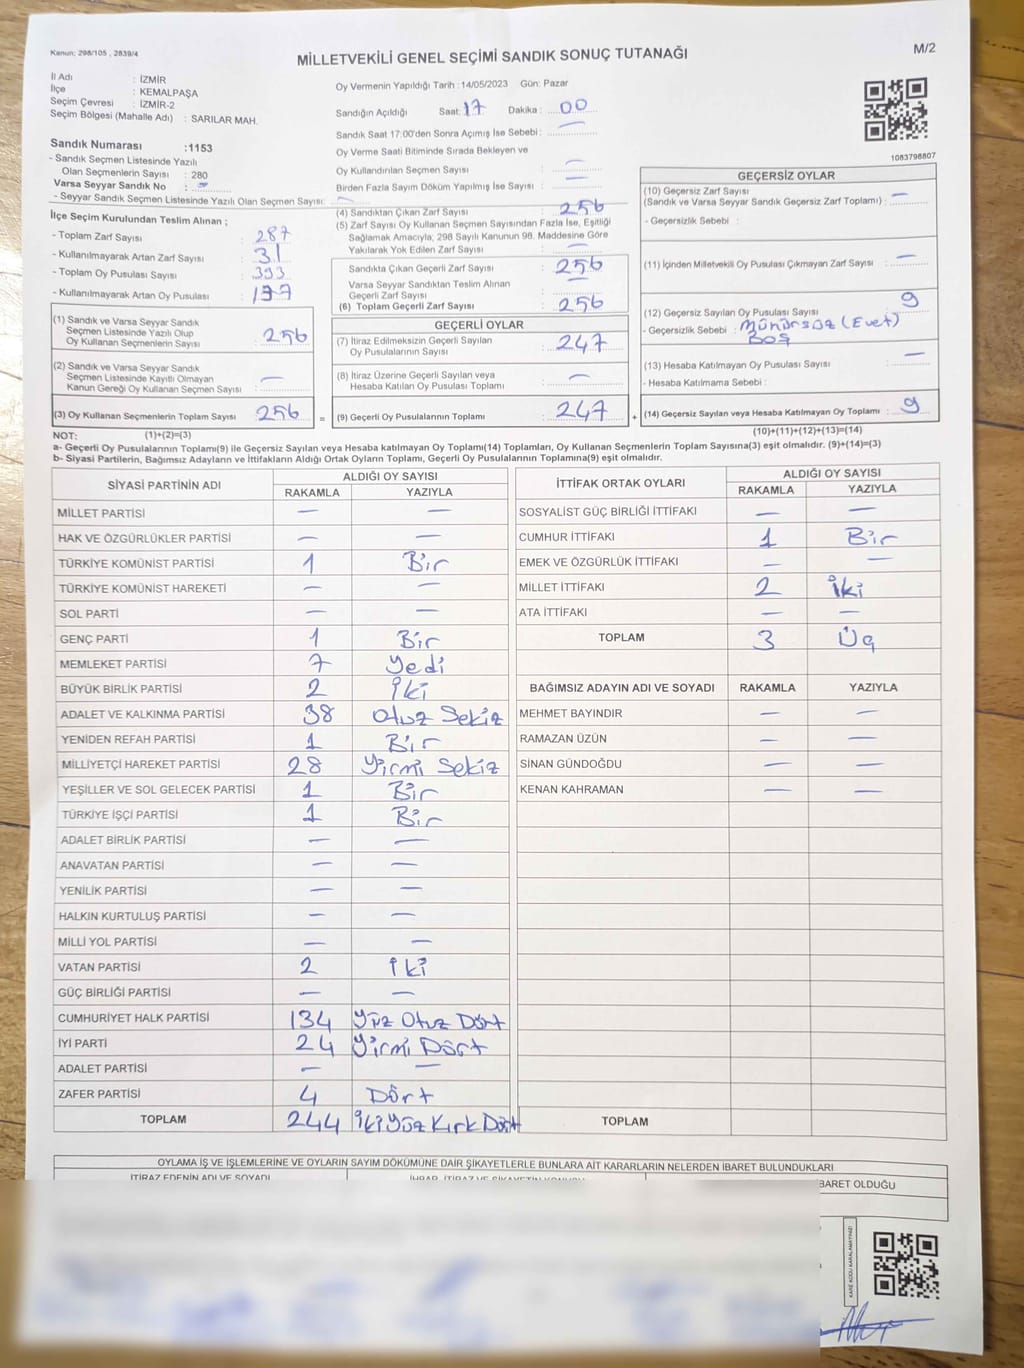 Kanun: 298/105 , 2839/4
MİLLETVEKİLİ GENEL SEÇİMİ SANDIK SONUÇ TUTANAĞI
M/2
İl Adı : İZMİR
İlçe : KEMALPAŞA
Seçim Çevresi : İZMİR-2
Seçim Bölgesi (Mahalle Adı) : SARILAR MAH.
Sandık Numarası :1153
- Sandık Seçmen Listesinde Yazılı
Olan Seçmenlerin Sayısı : 280
Varsa Seyyar Sandık No : —
- Seyyar Sandık Seçmen Listesinde Yazılı Olan Seçmen Sayısı: —
Oy Vermenin Yapıldığı Tarih : 14/05/2023 Gün: Pazar
Sandığın Açıldığı Saat: 17 Dakika : 00
Sandık Saat 17:00'den Sonra Açımış İse Sebebi : —
Oy Verme Saati Bitiminde Sırada Bekleyen ve
Oy Kullandırılan Seçmen Sayısı : —
Birden Fazla Sayım Döküm Yapılmış İse Sayısı : —
1083798807
İlçe Seçim Kurulundan Teslim Alınan ;
- Toplam Zarf Sayısı : 287
- Kullanılmayarak Artan Zarf Sayısı : 31
- Toplam Oy Pusulası Sayısı : 393
- Kullanılmayarak Artan Oy Pusulası : 137
(1) Sandık ve Varsa Seyyar Sandık
Seçmen Listesinde Yazılı Olup
Oy Kullanan Seçmenlerin Sayısı : 256
(2) Sandık ve Varsa Seyyar Sandık
Seçmen Listesinde Kayıtlı Olmayan
Kanun Gereği Oy Kullanan Seçmen Sayısı : —
(3) Oy Kullanan Seçmenlerin Toplam Sayısı : 256 =
(4) Sandıktan Çıkan Zarf Sayısı : 256
(5) Zarf Sayısı Oy Kullanan Seçmen Sayısından Fazla İse, Eşitliği
Sağlamak Amacıyla; 298 Sayılı Kanunun 98. Maddesine Göre
Yakılarak Yok Edilen Zarf Sayısı : —
Sandıkta Çıkan Geçerli Zarf Sayısı : 256
Varsa Seyyar Sandıktan Teslim Alınan
Geçerli Zarf Sayısı : —
(6) Toplam Geçerli Zarf Sayısı : 256
GEÇERLİ OYLAR
(7) İtiraz Edilmeksizin Geçerli Sayılan
Oy Pusulalarının Sayısı : 247
(8) İtiraz Üzerine Geçerli Sayılan veya
Hesaba Katılan Oy Pusulası Toplamı : —
(9) Geçerli Oy Pusulalarının Toplamı : 247 +
GEÇERSİZ OYLAR
(10) Geçersiz Zarf Sayısı
(Sandık ve Varsa Seyyar Sandık Geçersiz Zarf Toplamı) : —
- Geçersizlik Sebebi :
(11) İçinden Milletvekili Oy Pusulası Çıkmayan Zarf Sayısı : —
(12) Geçersiz Sayılan Oy Pusulası Sayısı : 9
- Geçersizlik Sebebi : Mühürsüz (Evet)
Boş
(13) Hesaba Katılmayan Oy Pusulası Sayısı : —
- Hesaba Katılmama Sebebi :
(14) Geçersiz Sayılan veya Hesaba Katılmayan Oy Toplamı : 9
NOT: (1)+(2)=(3)
(10)+(11)+(12)+(13)=(14)
a- Geçerli Oy Pusulalarının Toplamı(9) ile Geçersiz Sayılan veya Hesaba katılmayan Oy Toplamı(14) Toplamları, Oy Kullanan Seçmenlerin Toplam Sayısına(3) eşit olmalıdır. (9)+(14)=(3)
b- Siyasi Partilerin, Bağımsız Adayların ve İttifakların Aldığı Ortak Oyların Toplamı, Geçerli Oy Pusulalarının Toplamına(9) eşit olmalıdır.
SİYASİ PARTİNİN ADI ALDIĞI OY SAYISI
RAKAMLA YAZIYLA
MİLLET PARTİSİ — —
HAK VE ÖZGÜRLÜKLER PARTİSİ — —
TÜRKİYE KOMÜNİST PARTİSİ 1 Bir
TÜRKİYE KOMÜNİST HAREKETİ — —
SOL PARTİ — —
GENÇ PARTİ 1 Bir
MEMLEKET PARTİSİ 7 Yedi
BÜYÜK BİRLİK PARTİSİ 2 İki
ADALET VE KALKINMA PARTİSİ 38 Otuz Sekiz
YENİDEN REFAH PARTİSİ 1 Bir
MİLLİYETÇİ HAREKET PARTİSİ 28 Yirmi Sekiz
YEŞİLLER VE SOL GELECEK PARTİSİ 1 Bir
TÜRKİYE İŞÇİ PARTİSİ 1 Bir
ADALET BİRLİK PARTİSİ — —
ANAVATAN PARTİSİ — —
YENİLİK PARTİSİ — —
HALKIN KURTULUŞ PARTİSİ — —
MİLLİ YOL PARTİSİ — —
VATAN PARTİSİ 2 İki
GÜÇ BİRLİĞİ PARTİSİ — —
CUMHURİYET HALK PARTİSİ 134 Yüz Otuz Dört
İYİ PARTİ 24 Yirmi Dört
ADALET PARTİSİ — —
ZAFER PARTİSİ 4 Dört
TOPLAM 244 İki Yüz Kırk Dört
İTTİFAK ORTAK OYLARI ALDIĞI OY SAYISI
RAKAMLA YAZIYLA
SOSYALİST GÜÇ BİRLİĞİ İTTİFAKI — —
CUMHUR İTTİFAKI 1 Bir
EMEK VE ÖZGÜRLÜK İTTİFAKI — —
MİLLET İTTİFAKI 2 İki
ATA İTTİFAKI — —
TOPLAM 3 Üç
BAĞIMSIZ ADAYIN ADI VE SOYADI RAKAMLA YAZIYLA
MEHMET BAYINDIR — —
RAMAZAN ÜZÜN — —
SİNAN GÜNDOĞDU — —
KENAN KAHRAMAN — —
TOPLAM
OYLAMA İŞ VE İŞLEMLERİNE VE OYLARIN SAYIM DÖKÜMÜNE DAİR ŞİKAYETLERLE BUNLARA AİT KARARLARIN NELERDEN İBARET BULUNDUKLARI
İTİRAZ EDENİN ADI VE SOYADI
BARET OLDUĞU
KARE KODU KARALAMAYINIZ!